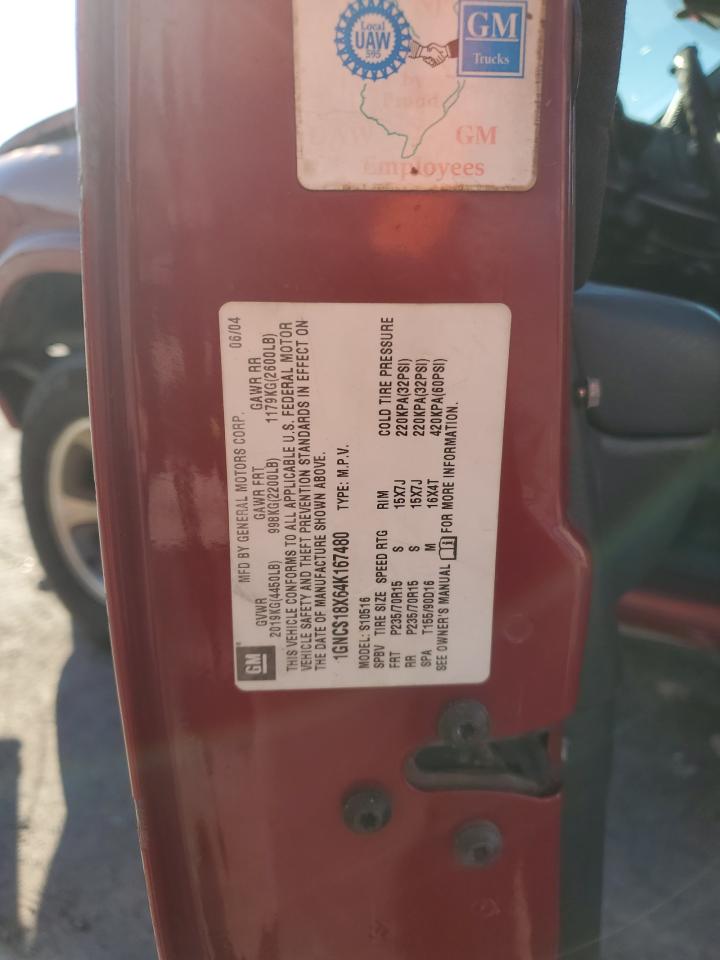 Local
UAW
595
GM
Trucks
by
Proud
UAW GM
Employees
GM
MFD BY GENERAL MOTORS CORP. 06/04
GVWR GAWR FRT GAWR RR
2019KG(4450LB) 998KG(2200LB) 1179KG(2600LB)
THIS VEHICLE CONFORMS TO ALL APPLICABLE U.S. FEDERAL MOTOR
VEHICLE SAFETY AND THEFT PREVENTION STANDARDS IN EFFECT ON
THE DATE OF MANUFACTURE SHOWN ABOVE.
1GNCS18X64K167480 TYPE: M.P.V.
MODEL: S10516
SPBV TIRE SIZE SPEED RTG RIM COLD TIRE PRESSURE
FRT P235/70R15 S 15X7J 220KPA(32PSI)
RR P235/70R15 S 15X7J 220KPA(32PSI)
SPA T155/90D16 M 16X4T 420KPA(60PSI)
SEE OWNER'S MANUAL FOR MORE INFORMATION.